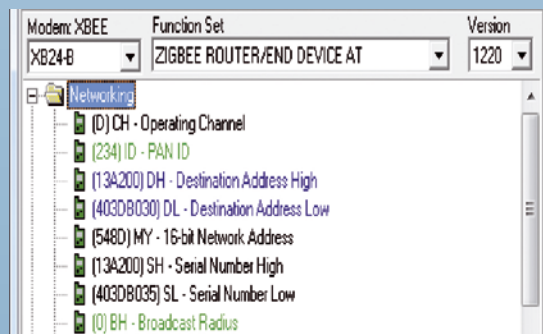 Modem: XBEE Function Set Version
XB24-B ZIGBEE ROUTER/END DEVICE AT 1220
Networking
(D) CH - Operating Channel
(234) ID - PAN ID
(13A200) DH - Destination Address High
(403DB030) DL - Destination Address Low
(548D) MY - 16-bit Network Address
(13A200) SH - Serial Number High
(403DB035) SL - Serial Number Low
(0) BH - Broadcast Radius